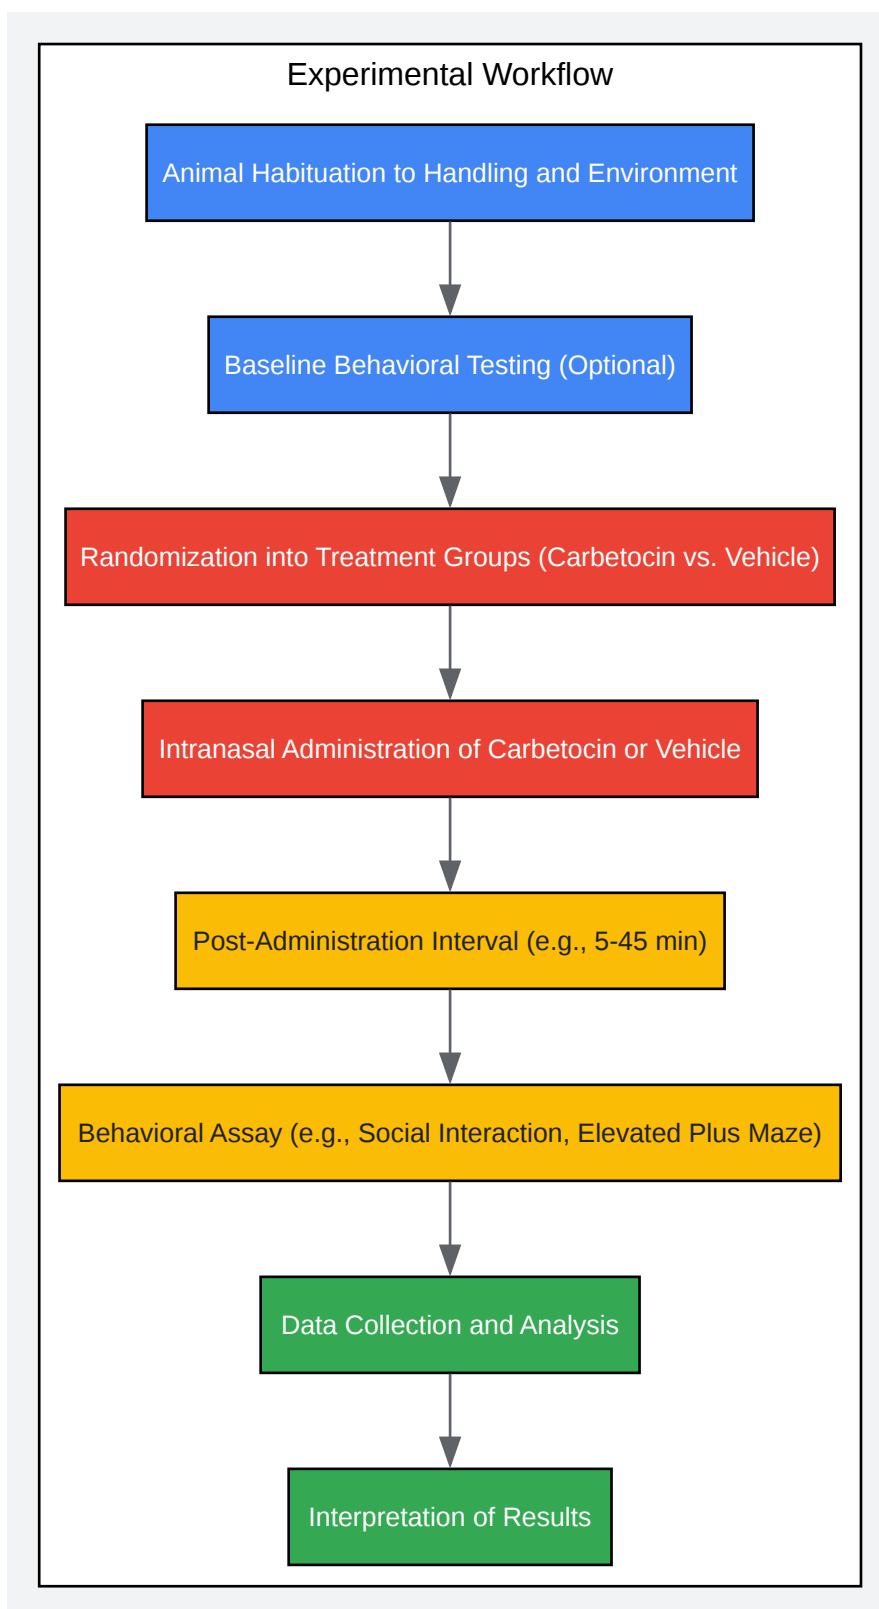 Experimental Workflow
Animal Habituation to Handling and Environment
Baseline Behavioral Testing (Optional)
Randomization into Treatment Groups (Carbetocin vs. Vehicle)
Intranasal Administration of Carbetocin or Vehicle
Post-Administration Interval (e.g., 5-45 min)
Behavioral Assay (e.g., Social Interaction, Elevated Plus Maze)
Data Collection and Analysis
Interpretation of Results